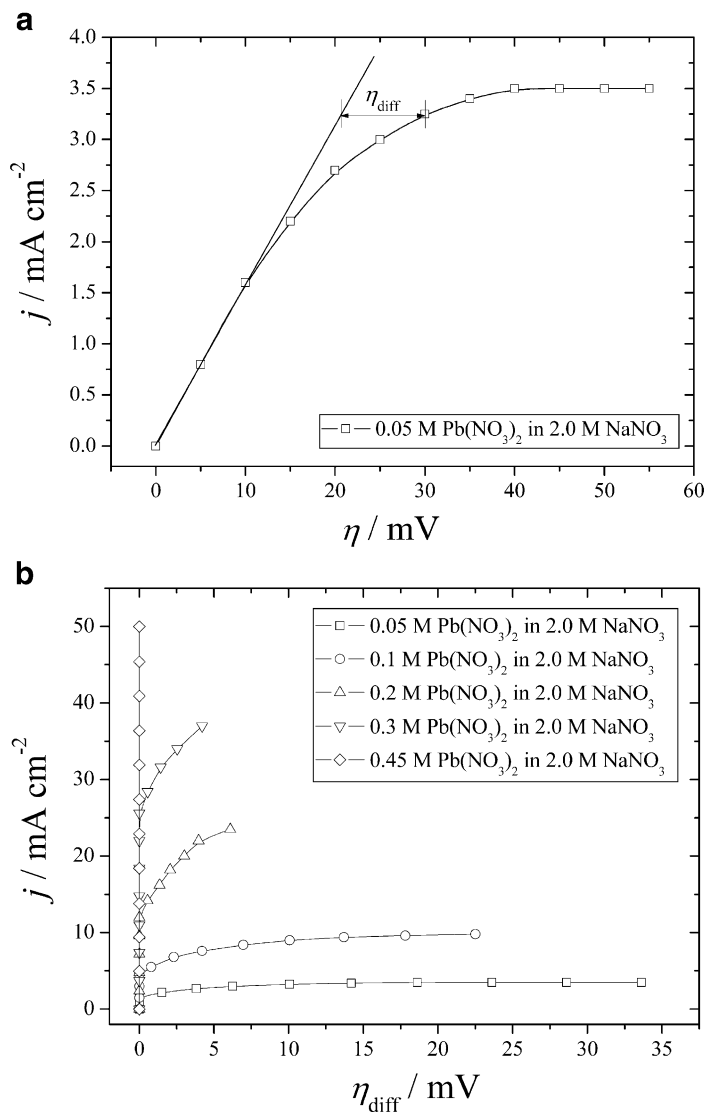 a
4.0
3.5
3.0
2.5
2.0
1.5
1.0
0.5
0.0
j / mA cm⁻²
η_diff
0.05 M Pb(NO₃)₂ in 2.0 M NaNO₃
0 10 20 30 40 50 60
η / mV
b
50
40
30
20
10
0
j / mA cm⁻²
0.05 M Pb(NO₃)₂ in 2.0 M NaNO₃
0.1 M Pb(NO₃)₂ in 2.0 M NaNO₃
0.2 M Pb(NO₃)₂ in 2.0 M NaNO₃
0.3 M Pb(NO₃)₂ in 2.0 M NaNO₃
0.45 M Pb(NO₃)₂ in 2.0 M NaNO₃
0 5 10 15 20 25 30 35
η_diff / mV